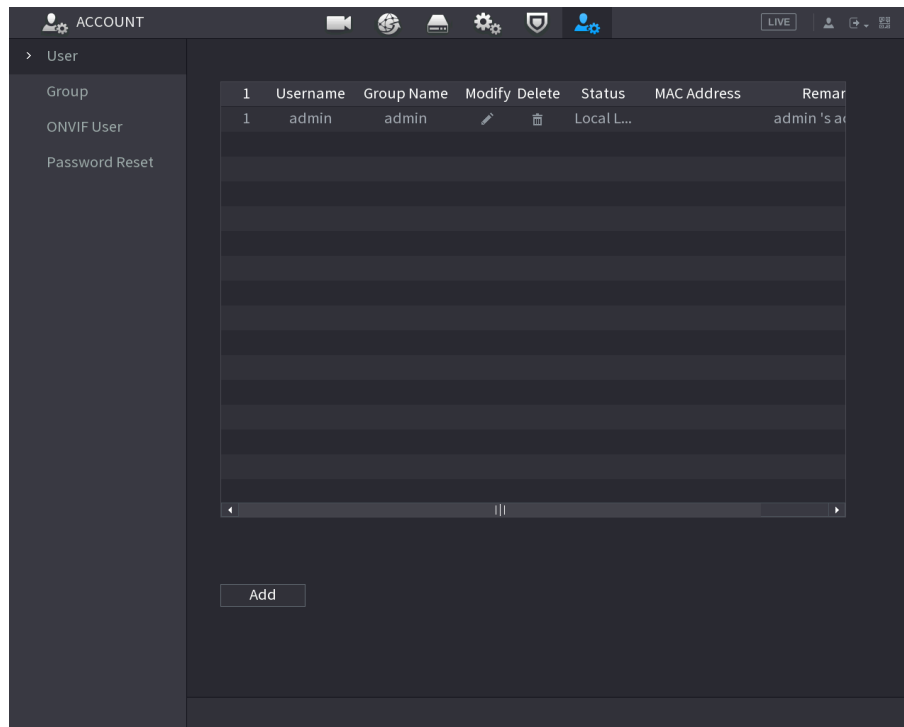 ACCOUNT LIVE
User
Group
ONVIF User
Password Reset
1 Username Group Name Modify Delete Status MAC Address Remar
1 admin admin Local L... admin 's a
Add